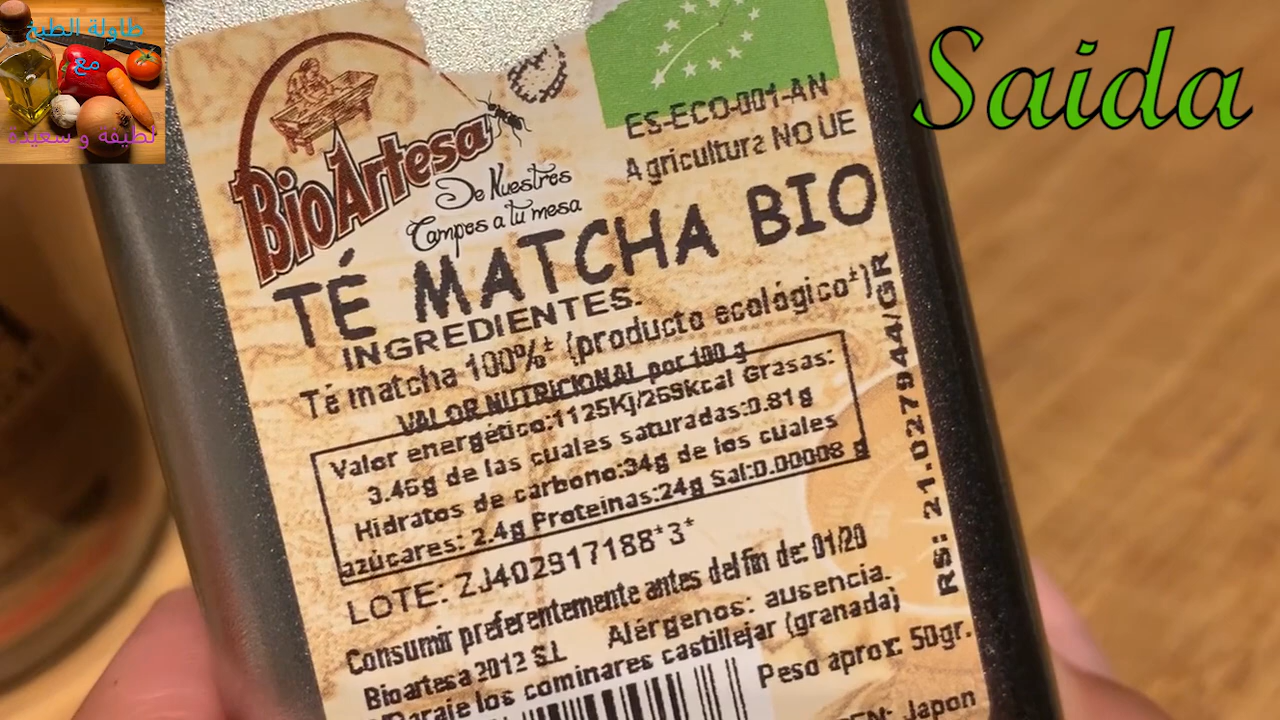 طاولة الطبخ
مع
لطيفة و سعيدة
Saida
BioArtesa
De Nuestros
Campos a tu mesa
ES-ECO-001-AN
Agricultura NO UE
TÉ MATCHA BIO
INGREDIENTES.
Té matcha 100%± (producto ecológico±)
VALOR NUTRICIONAL por 100 g
Valor energético:1125Kj/269kcal Grasas:
3.46g de las cuales saturadas:0.81g
Hidratos de carbono:34g de los cuales
azúcares: 2.4g Proteinas:24g Sal:0.00008 g
LOTE: ZJ402917188*3*
Consumir preferentemente antes del fin de: 01/20
Bioartesa 2012 S.L Alérgenos: ausencia.
Paraje los cominares castillejar (granada)
Peso aprox: 50gr.
Japon
RS: 21.027944/GR